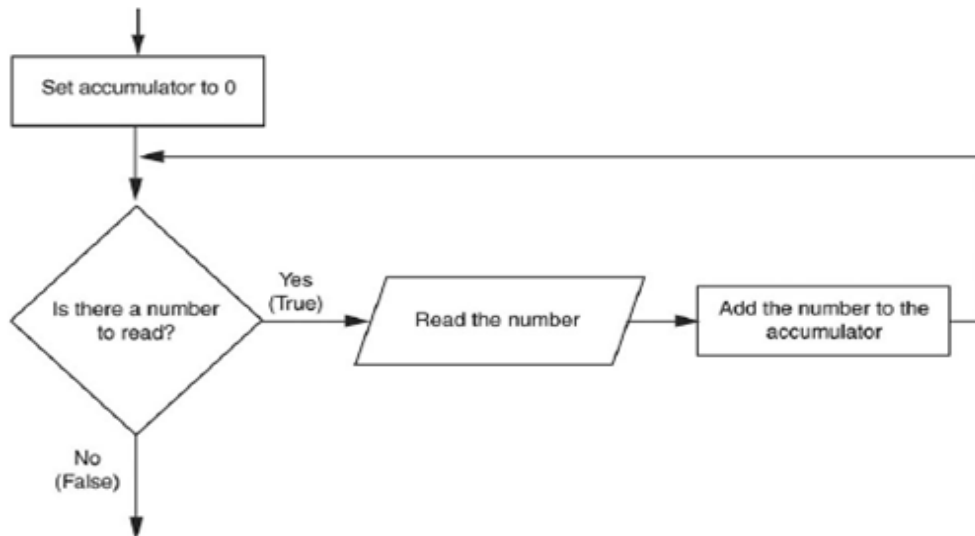 Set accumulator to 0
Is there a number
to read?
Yes
(True)
Read the number
Add the number to the
accumulator
No
(False)